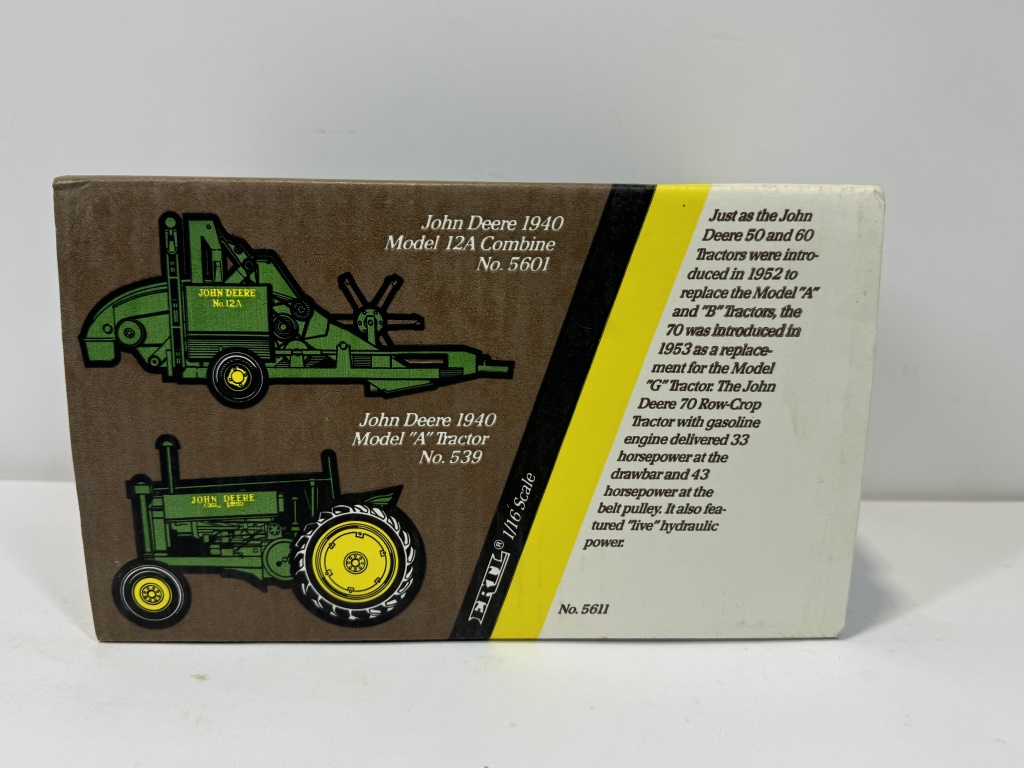 John Deere 1940
Model 12A Combine
No. 5601
JOHN DEERE
No. 12A
John Deere 1940
Model "A" Tractor
No. 539
JOHN DEERE
ERTL® 1/16 Scale
Just as the John
Deere 50 and 60
Tractors were intro-
duced in 1952 to
replace the Model "A"
and "B" Tractors, the
70 was introduced in
1953 as a replace-
ment for the Model
"G" Tractor. The John
Deere 70 Row-Crop
Tractor with gasoline
engine delivered 33
horsepower at the
drawbar and 43
horsepower at the
belt pulley. It also fea-
tured "live" hydraulic
power.
No. 5611